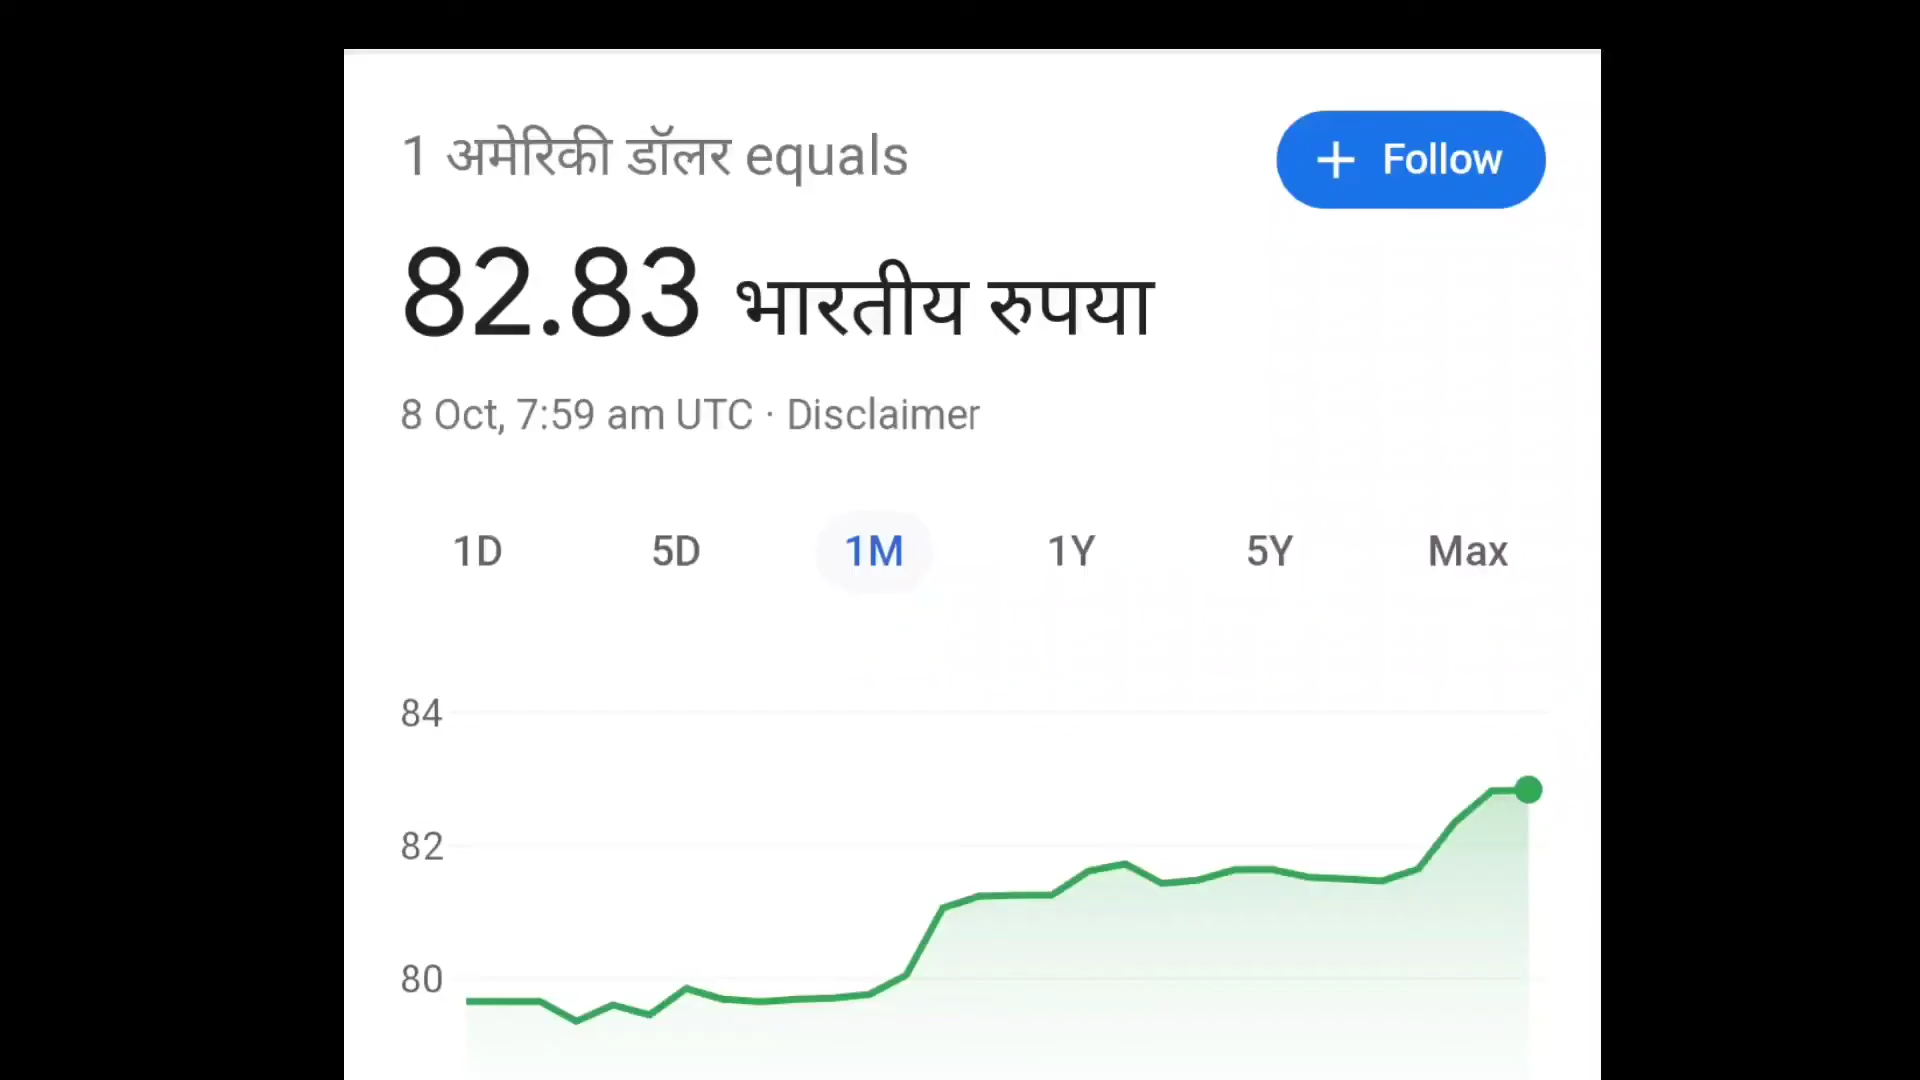 1 अमेरिकी डॉलर equals
+ Follow
82.83 भारतीय रुपया
8 Oct, 7:59 am UTC · Disclaimer
1D 5D 1M 1Y 5Y Max
84
82
80